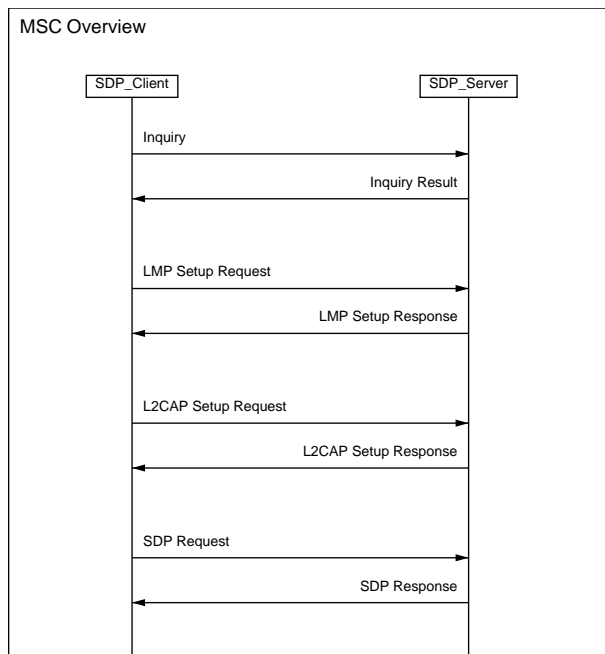 MSC Overview
SDP_Client
SDP_Server
Inquiry
Inquiry Result
LMP Setup Request
LMP Setup Response
L2CAP Setup Request
L2CAP Setup Response
SDP Request
SDP Response